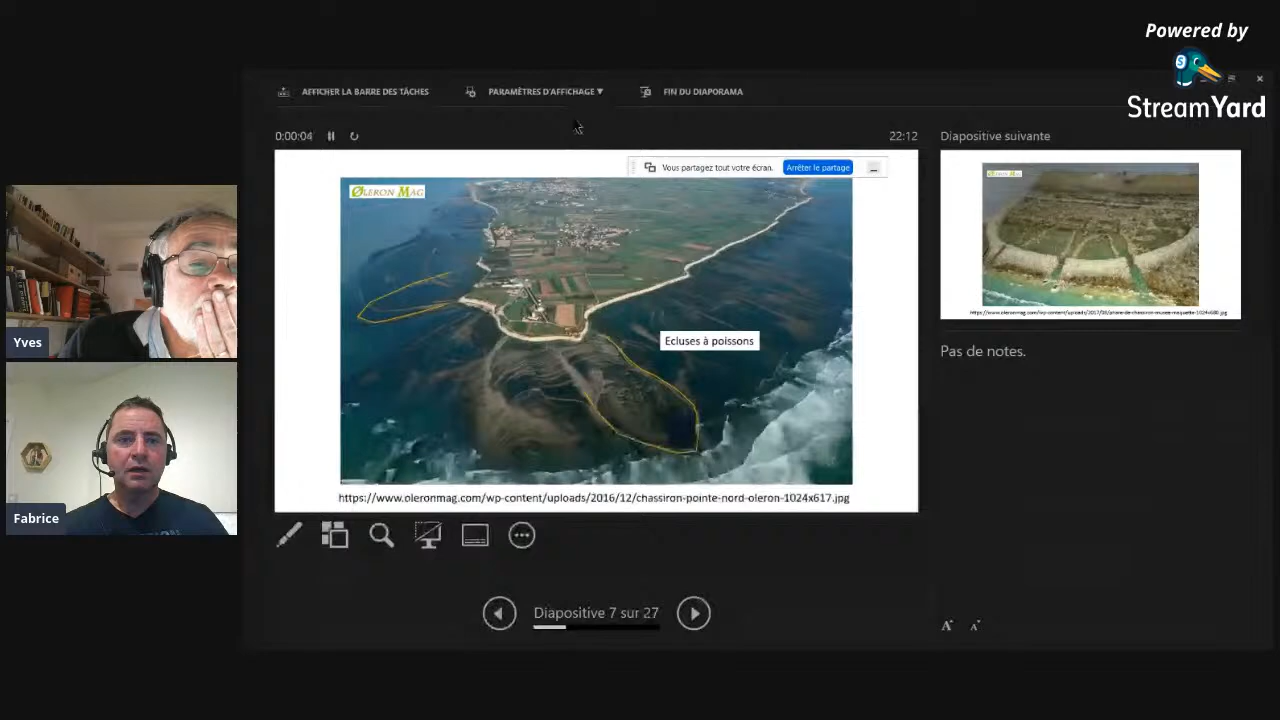 Powered by
StreamYard
AFFICHER LA BARRE DES TÂCHES
PARAMÈTRES D'AFFICHAGE ▼
FIN DU DIAPORAMA
0:00:04
22:12
Diapositive suivante
Vous partagez tout votre écran.
Arrêter le partage
OLERON MAG
Ecluses à poissons
https://www.oleronmag.com/wp-content/uploads/2016/12/chassiron-pointe-nord-oleron-1024x617.jpg
Pas de notes.
Yves
Fabrice
Diapositive 7 sur 27
A
A